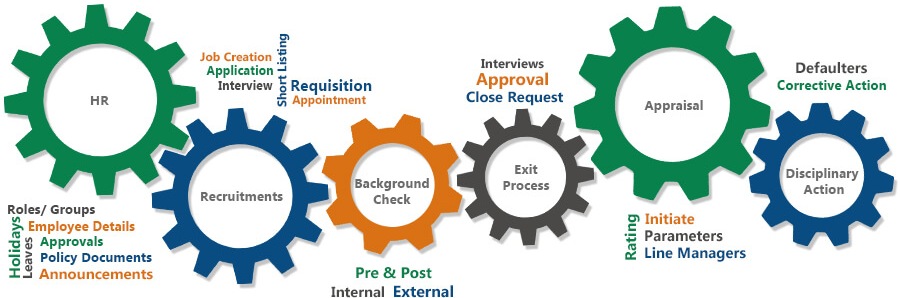 HR
Roles/ Groups
Holidays
Leaves
Employee Details
Approvals
Policy Documents
Announcements
Job Creation
Application
Interview
Short Listing
Requisition
Appointment
Recruitments
Background
Check
Pre & Post
Internal External
Interviews
Approval
Close Request
Exit
Process
Appraisal
Rating
Initiate
Parameters
Line Managers
Defaulters
Corrective Action
Disciplinary
Action